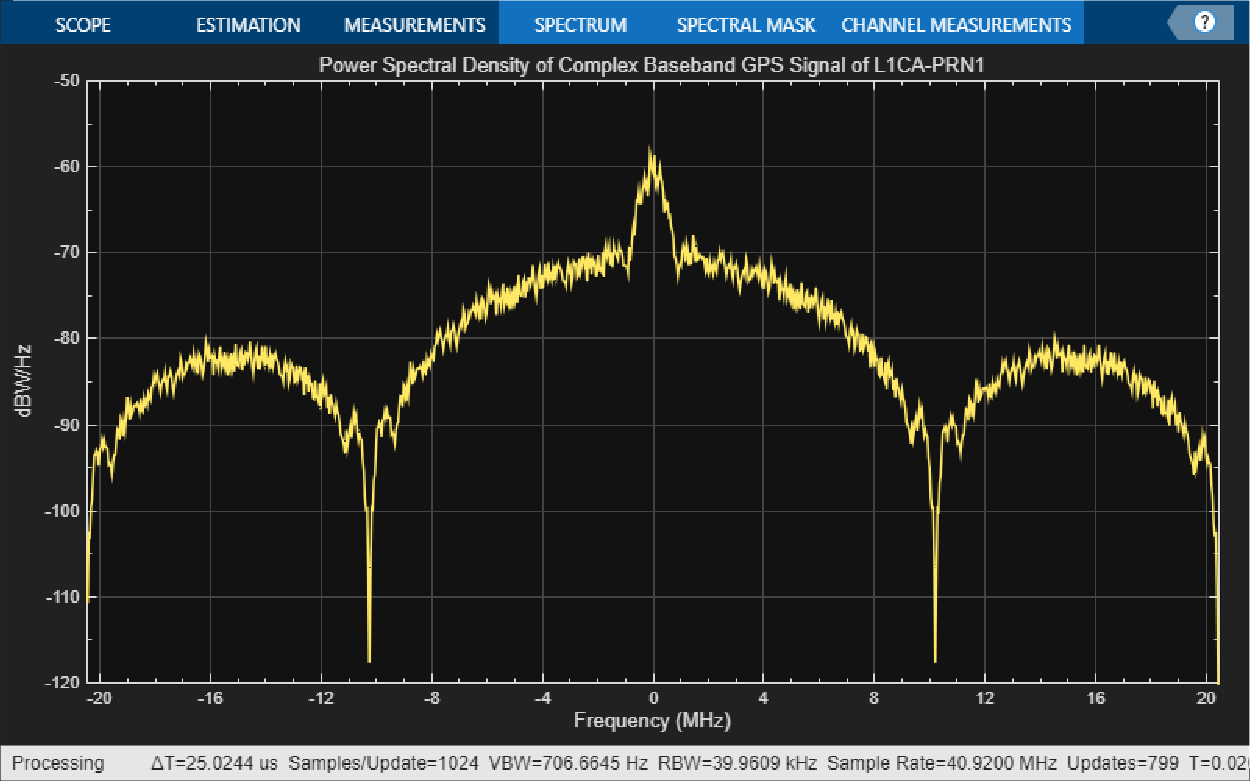 SCOPE ESTIMATION MEASUREMENTS SPECTRUM SPECTRAL MASK CHANNEL MEASUREMENTS ?
Power Spectral Density of Complex Baseband GPS Signal of L1CA-PRN1
-50
-60
-70
-80
-90
-100
-110
-120
dBW/Hz
-20 -16 -12 -8 -4 0 4 8 12 16 20
Frequency (MHz)
Processing ΔT=25.0244 us Samples/Update=1024 VBW=706.6645 Hz RBW=39.9609 kHz Sample Rate=40.9200 MHz Updates=799 T=0.02